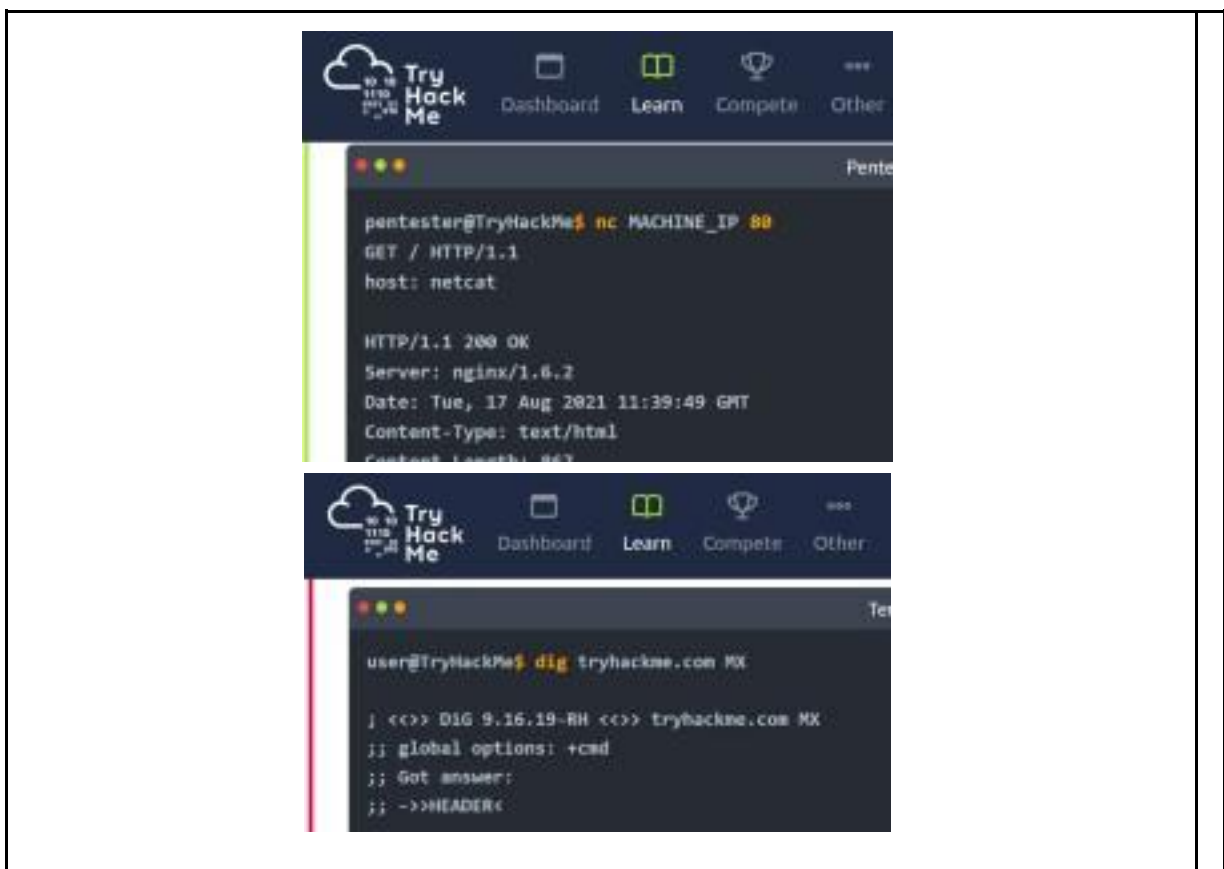 Try
Hack
Me
Dashboard Learn Compete Other
Pente
pentester@TryHackMe$ nc MACHINE_IP 80
GET / HTTP/1.1
host: netcat
HTTP/1.1 200 OK
Server: nginx/1.6.2
Date: Tue, 17 Aug 2021 11:39:49 GMT
Content-Type: text/html
Content-Length: 867
Try
Hack
Me
Dashboard Learn Compete Other
Te
user@TryHackMe$ dig tryhackme.com MX
; <<>> DiG 9.16.19-RH <<>> tryhackme.com MX
;; global options: +cmd
;; Got answer:
;; ->>HEADER<